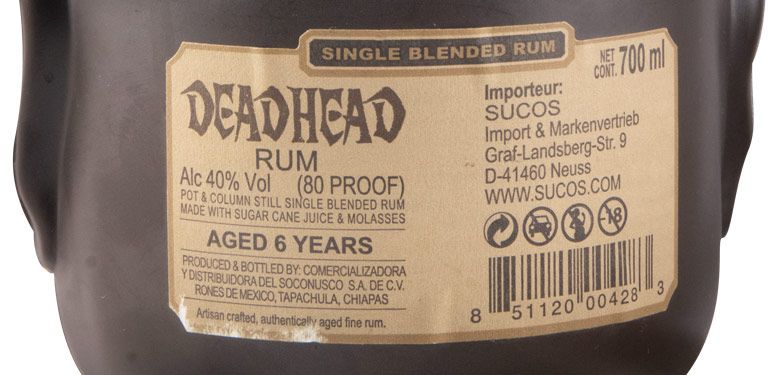 SINGLE BLENDED RUM
NET CONT. 700 ml
DEADHEAD
RUM
Alc 40% Vol (80 PROOF)
POT & COLUMN STILL SINGLE BLENDED RUM
MADE WITH SUGAR CANE JUICE & MOLASSES
AGED 6 YEARS
PRODUCED & BOTTLED BY: COMERCIALIZADORA
Y DISTRIBUIDORA DEL SOCONUSCO S.A. DE C.V.
RONES DE MEXICO, TAPACHULA, CHIAPAS
Artisan crafted, authentically aged fine rum.
Importeur:
SUCOS
Import & Markenvertrieb
Graf-Landsberg-Str. 9
D-41460 Neuss
WWW.SUCOS.COM
-18
8 51120 00428 3